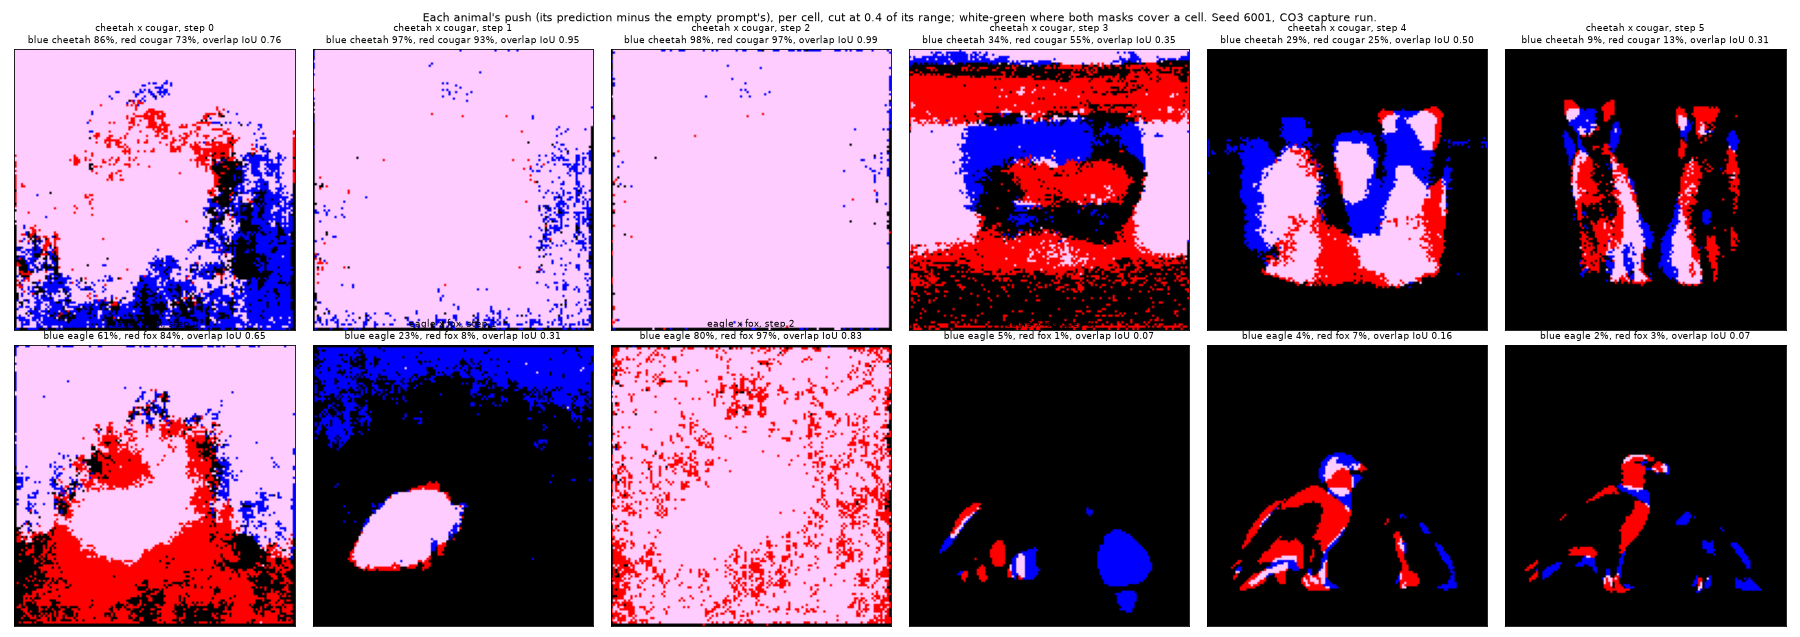 Each animal's push (its prediction minus the empty prompt's), per cell, cut at 0.4 of its range; white-green where both masks cover a cell. Seed 6001, CO3 capture run.
cheetah x cougar, step 0
blue cheetah 86%, red cougar 73%, overlap IoU 0.76
cheetah x cougar, step 1
blue cheetah 97%, red cougar 93%, overlap IoU 0.95
cheetah x cougar, step 2
blue cheetah 98%, red cougar 97%, overlap IoU 0.99
cheetah x cougar, step 3
blue cheetah 34%, red cougar 55%, overlap IoU 0.35
cheetah x cougar, step 4
blue cheetah 29%, red cougar 25%, overlap IoU 0.50
cheetah x cougar, step 5
blue cheetah 9%, red cougar 13%, overlap IoU 0.31
blue eagle 61%, red fox 84%, overlap IoU 0.65
eagle x fox, step
blue eagle 23%, red fox 8%, overlap IoU 0.31
eagle x fox, step 2
blue eagle 80%, red fox 97%, overlap IoU 0.83
blue eagle 5%, red fox 1%, overlap IoU 0.07
blue eagle 4%, red fox 7%, overlap IoU 0.16
blue eagle 2%, red fox 3%, overlap IoU 0.07